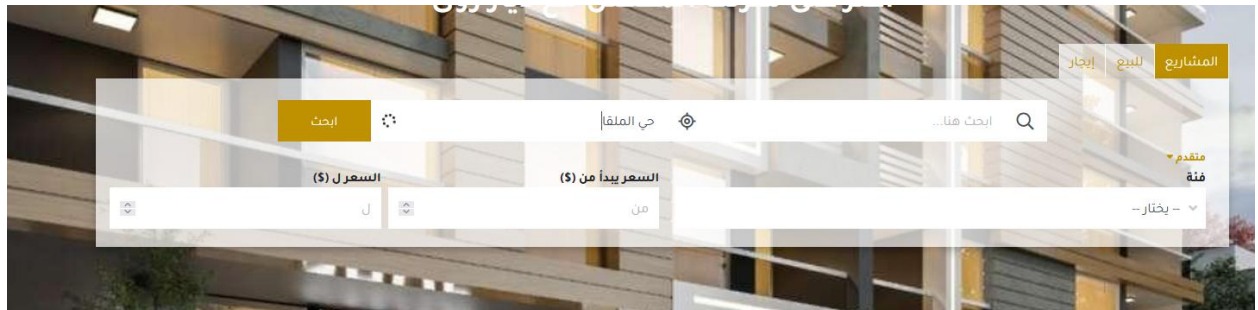 المشاريع للبيع إيجار
ابحث هنا... حي الملقا ابحث
متقدم
فئة السعر يبدأ من ($) السعر ل ($)
-- يختار -- من ل